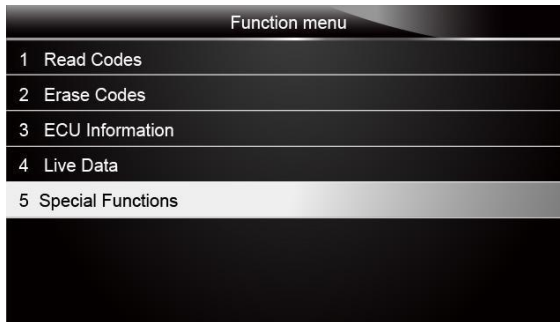 Function menu
1 Read Codes
2 Erase Codes
3 ECU Information
4 Live Data
5 Special Functions